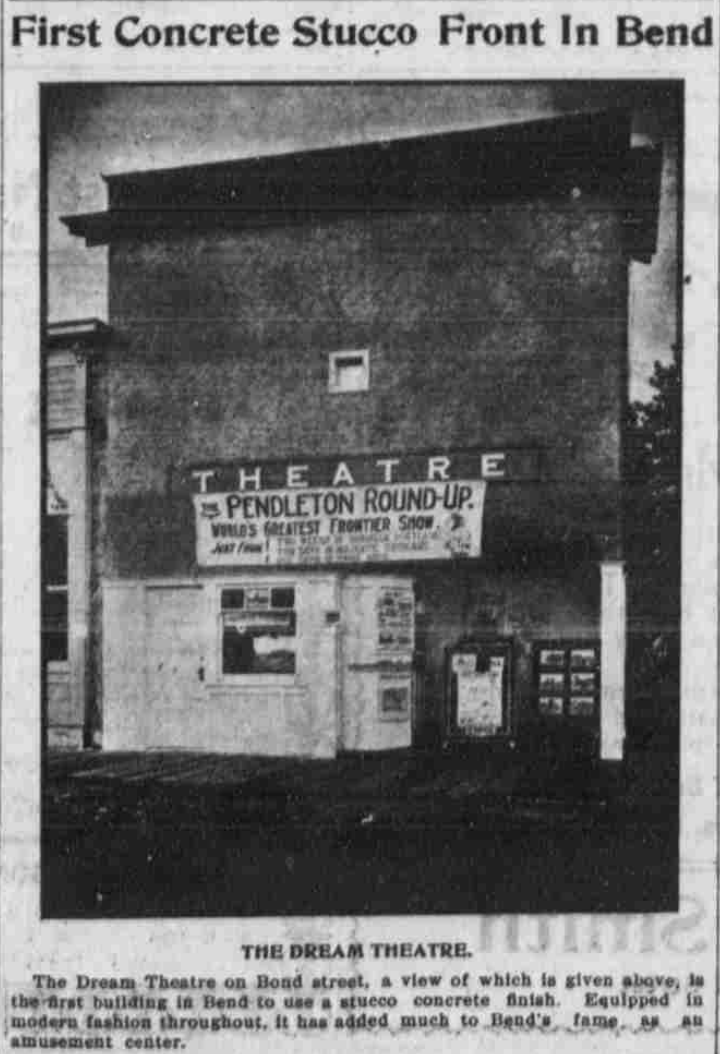 First Concrete Stucco Front In Bend
THEATRE
THE PENDLETON ROUND-UP.
WORLD'S GREATEST FRONTIER SHOW.
JUST FROM!
THE DREAM THEATRE.
The Dream Theatre on Bond street, a view of which is given above, is
the first building in Bend to use a stucco concrete finish. Equipped in
modern fashion throughout, it has added much to Bend's fame as an
amusement center.